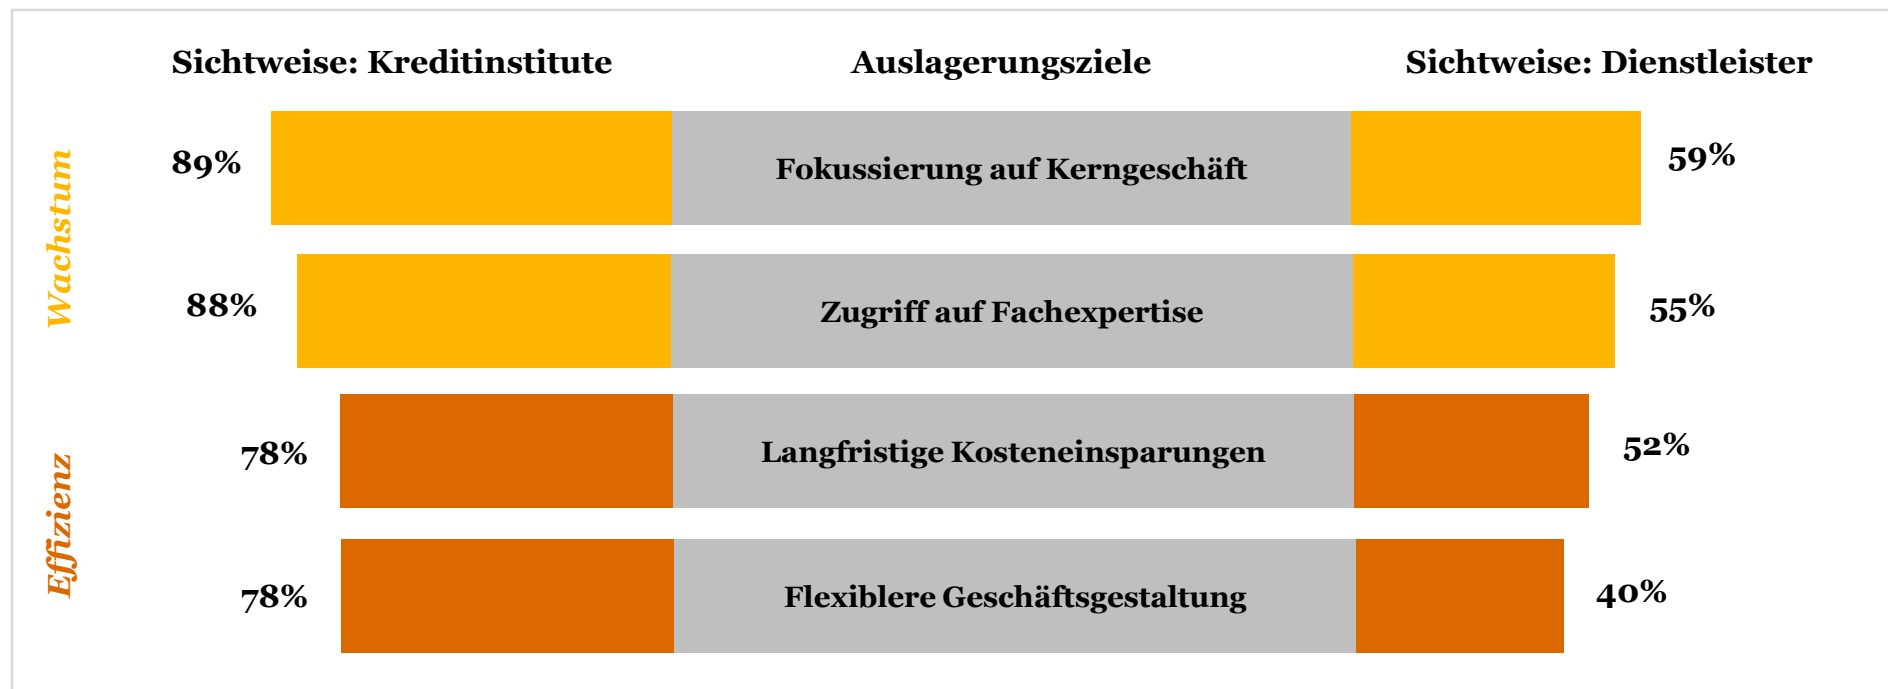 Sichtweise: Kreditinstitute Auslagerungsziele Sichtweise: Dienstleister
Wachstum
89% Fokussierung auf Kerngeschäft 59%
88% Zugriff auf Fachexpertise 55%
Effizienz
78% Langfristige Kosteneinsparungen 52%
78% Flexiblere Geschäftsgestaltung 40%